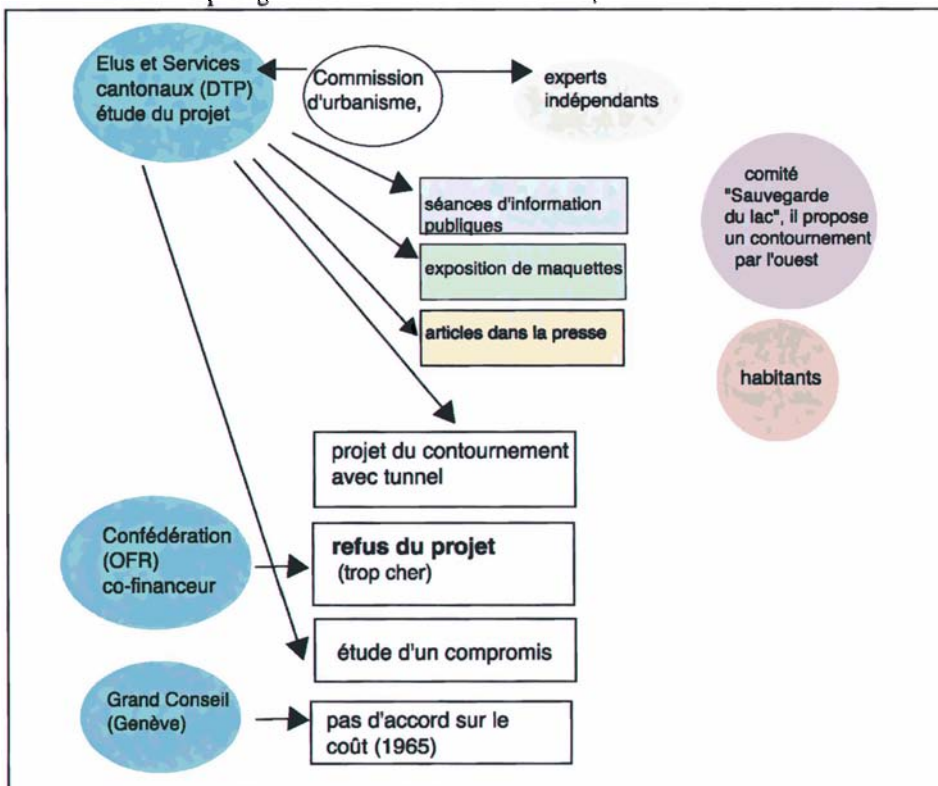 Elus et Services
cantonaux (DTP)
étude du projet
Commission
d'urbanisme,
experts
indépendants
séances d'information
publiques
exposition de maquettes
articles dans la presse
comité
"Sauvegarde
du lac", il propose
un contournement
par l'ouest
habitants
projet du contournement
avec tunnel
Confédération
(OFR)
co-financeur
refus du projet
(trop cher)
étude d'un compromis
Grand Conseil
(Genève)
pas d'accord sur le
coût (1965)